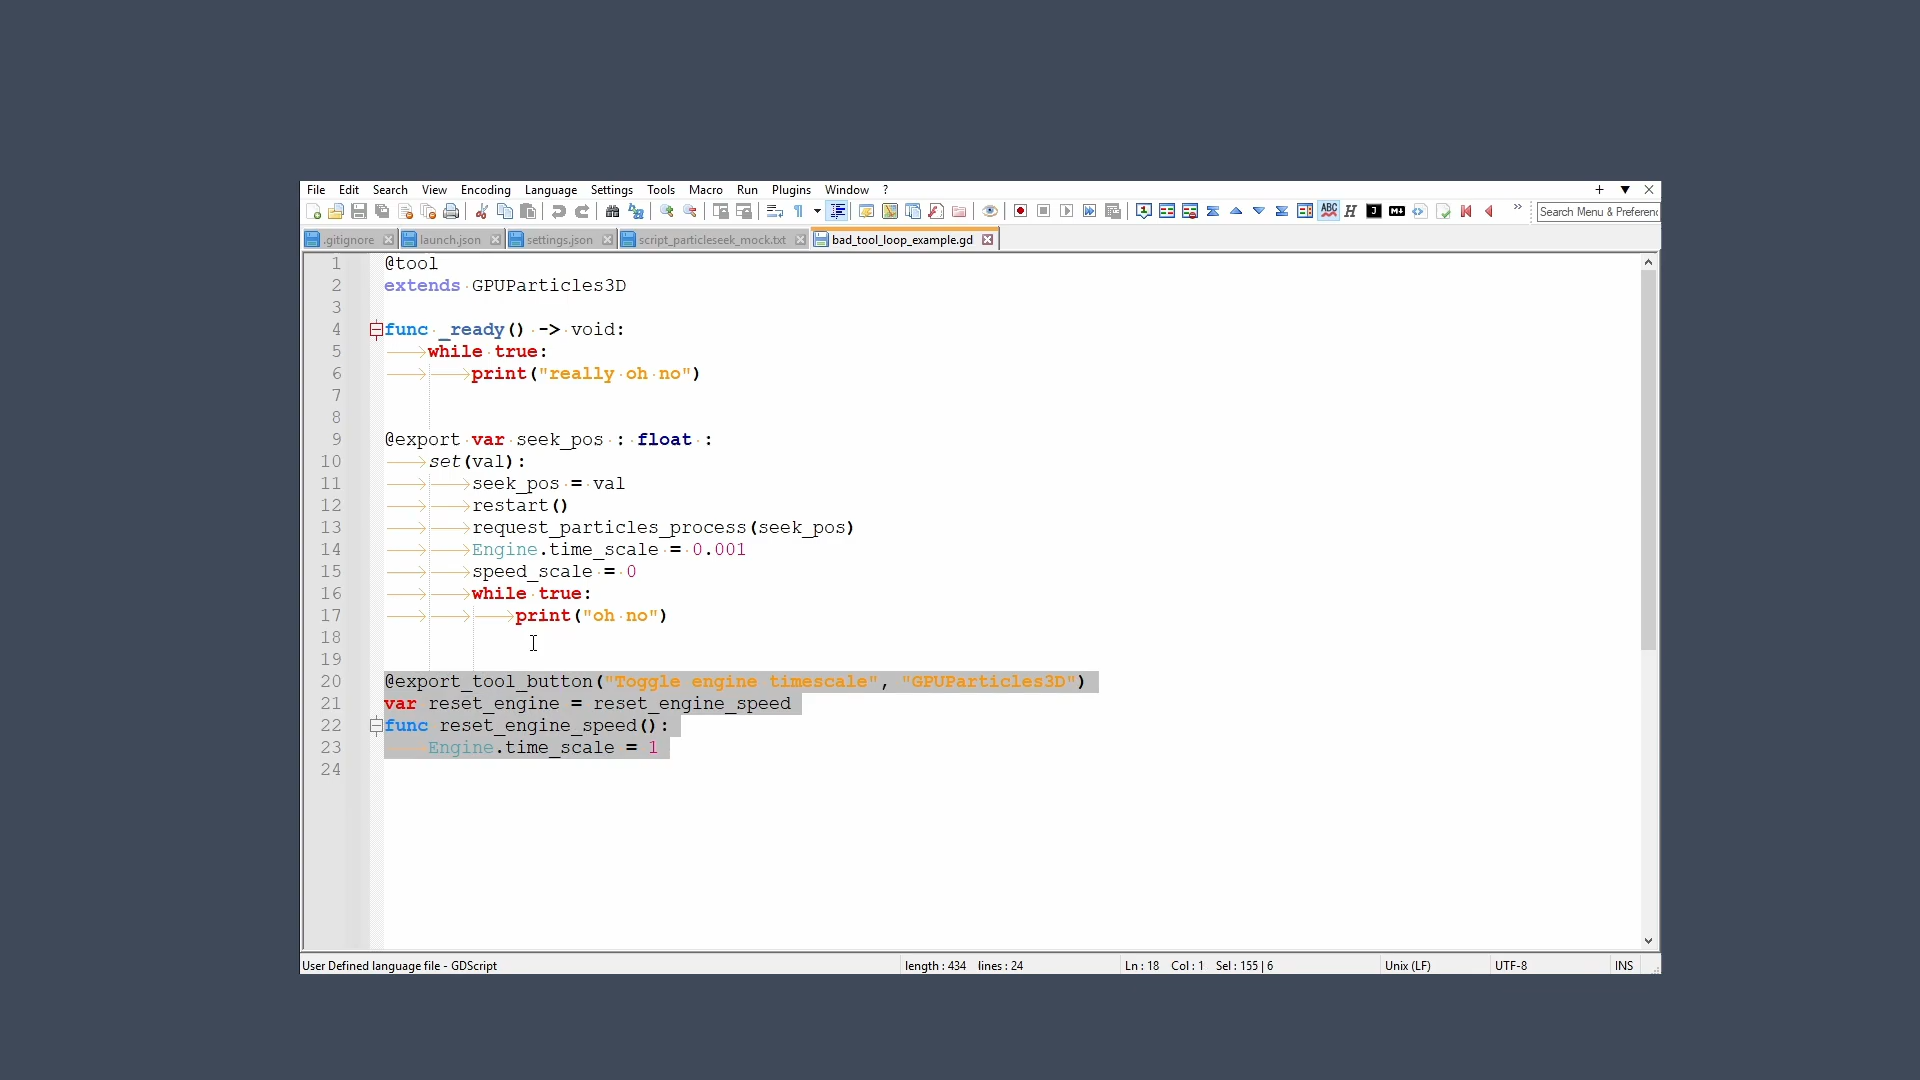 File Edit Search View Encoding Language Settings Tools Macro Run Plugins Window ? + ▼ ×
Search Menu & Preferen
.gitignore launch.json settings.json script_particleseek_mock.txt bad_tool_loop_example.gd
1 @tool
2 extends GPUParticles3D
3
4 func _ready() -> void:
5 while true:
6 print("really oh no")
7
8
9 @export var seek_pos : float :
10 set(val):
11 seek_pos = val
12 restart()
13 request_particles_process(seek_pos)
14 Engine.time_scale = 0.001
15 speed_scale = 0
16 while true:
17 print("oh no")
18
19
20 @export_tool_button("Toggle engine timescale", "GPUParticles3D")
21 var reset_engine = reset_engine_speed
22 func reset_engine_speed():
23 Engine.time_scale = 1
24
User Defined language file - GDScript length : 434 lines : 24 Ln : 18 Col : 1 Sel : 155 | 6 Unix (LF) UTF-8 INS